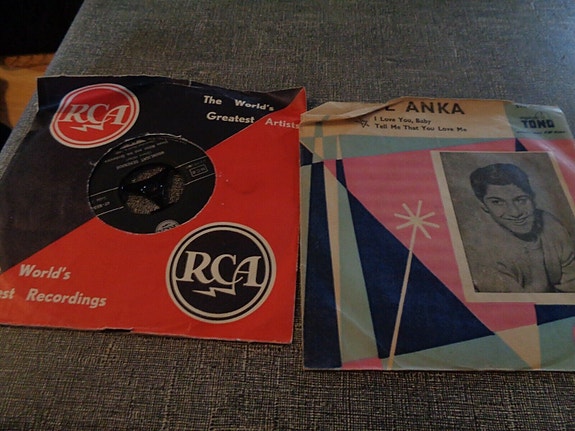 RCA
The World's
Greatest Artists
RCA
World's
est Recordings
E ANKA
I Love You, Baby
Tell Me That You Love Me
TONO